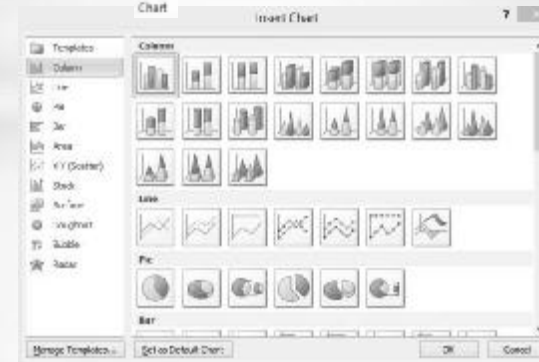 Chart
Insert Chart
?
Templates
Column
Line
Pie
Bar
Area
X Y (Scatter)
Stock
Surface
Doughnut
Bubble
Radar
Column
Line
Pie
Bar
Manage Templates...
Set as Default Chart
OK
Cancel